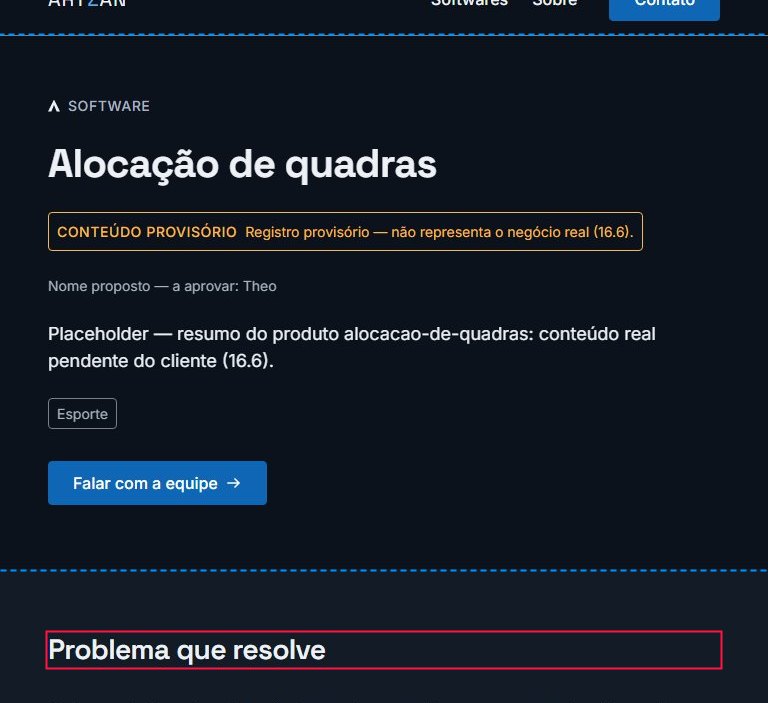 ARTZAN
Softwares Sobre Contato
SOFTWARE
Alocação de quadras
CONTEÚDO PROVISÓRIO Registro provisório — não representa o negócio real (16.6).
Nome proposto — a aprovar: Theo
Placeholder — resumo do produto alocacao-de-quadras: conteúdo real
pendente do cliente (16.6).
Esporte
Falar com a equipe →
Problema que resolve